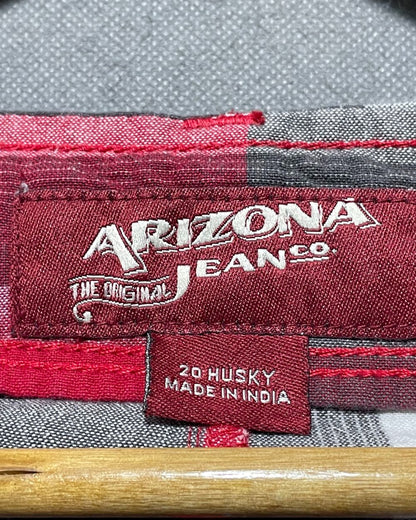 ARIZONA
JEAN CO.
THE ORIGINAL
20 HUSKY
MADE IN INDIA